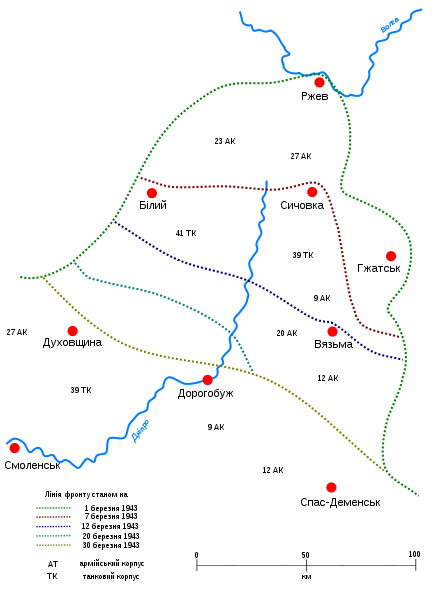 Волга
Ржев
23 АК
27 АК
Білий
Сичовка
41 ТК
39 ТК
Гжатськ
9 АК
27 АК
Духовщина
20 АК
Вязьма
12 АК
39 ТК
Дорогобуж
Дніпро
9 АК
Смоленськ
12 АК
Спас-Деменськ
Лінія фронту станом на
1 березня 1943
7 березня 1943
12 березня 1943
20 березня 1943
30 березня 1943
АТ армійський корпус
ТК танковий корпус
0 50 100
км